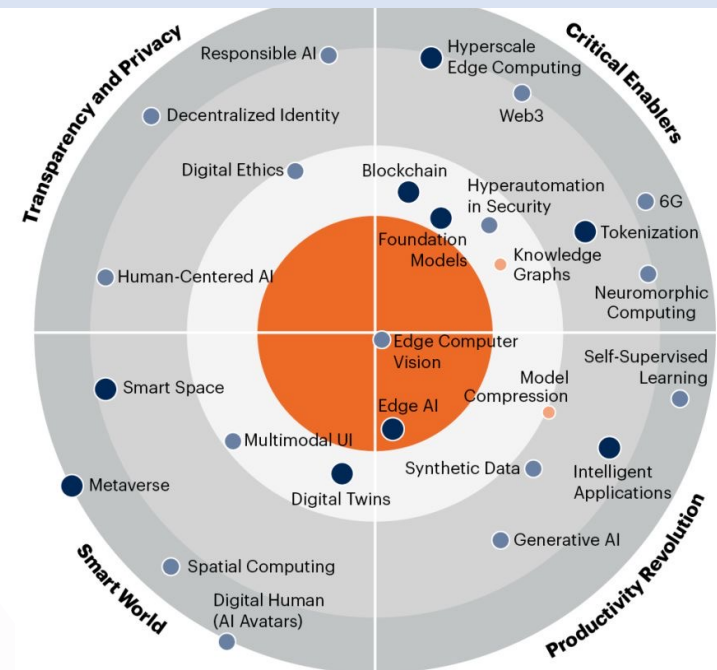 Transparency and Privacy
Critical Enablers
Responsible AI
Hyperscale
Edge Computing
Web3
Decentralized Identity
Digital Ethics
Blockchain
Hyperautomation
in Security
6G
Tokenization
Foundation
Models
Knowledge
Graphs
Human-Centered AI
Neuromorphic
Computing
Edge Computer
Vision
Self-Supervised
Learning
Model
Compression
Smart Space
Edge AI
Multimodal UI
Synthetic Data
Intelligent
Applications
Metaverse
Digital Twins
Generative AI
Spatial Computing
Digital Human
(AI Avatars)
Smart World
Productivity Revolution